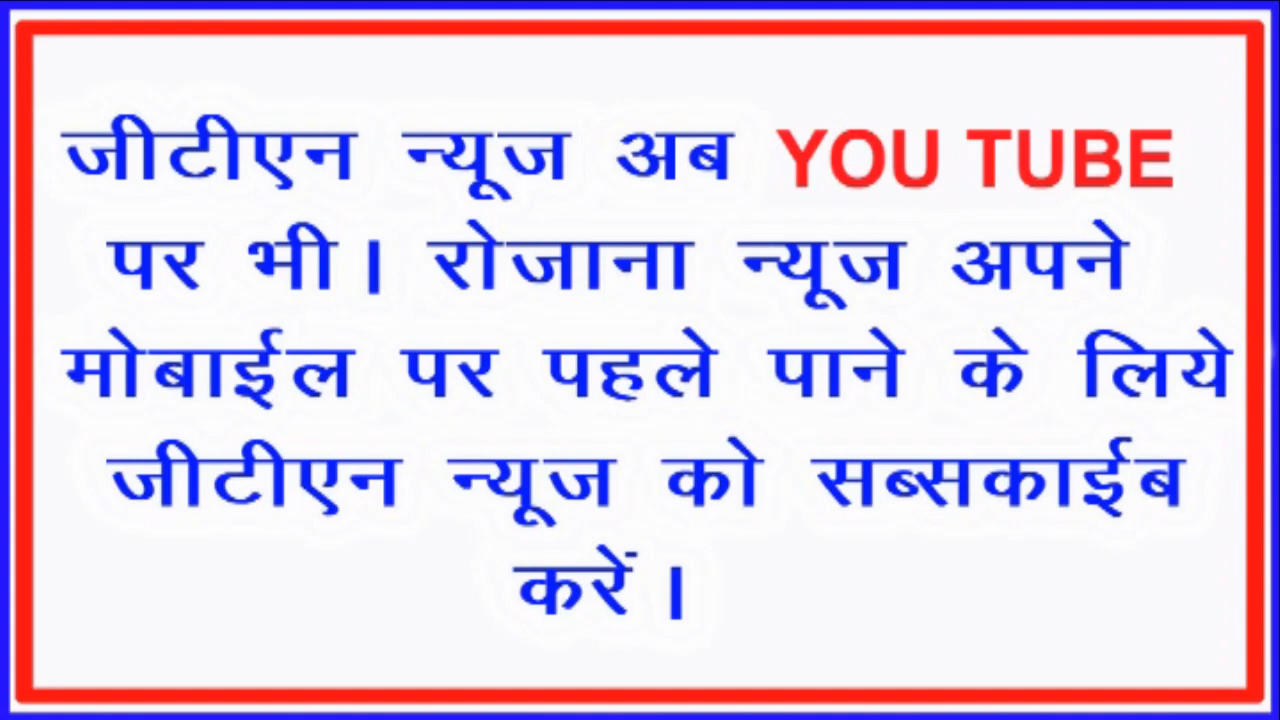 जीटीएन न्यूज अब YOU TUBE
पर भी। रोजाना न्यूज अपने
मोबाईल पर पहले पाने के लिये
जीटीएन न्यूज को सब्सकाईब
करें।